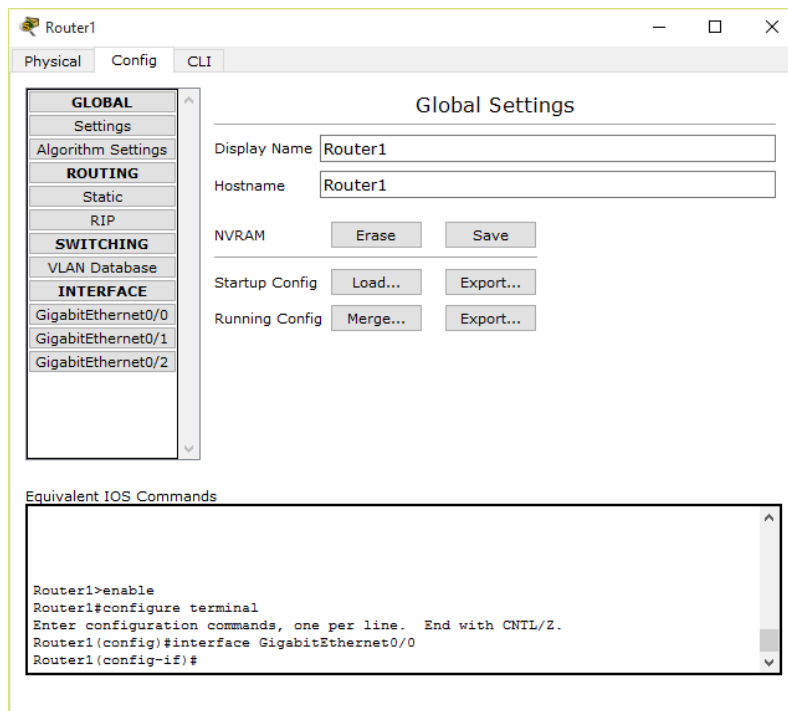 Router1
Physical Config CLI
GLOBAL
Settings
Algorithm Settings
ROUTING
Static
RIP
SWITCHING
VLAN Database
INTERFACE
GigabitEthernet0/0
GigabitEthernet0/1
GigabitEthernet0/2
Global Settings
Display Name Router1
Hostname Router1
NVRAM Erase Save
Startup Config Load... Export...
Running Config Merge... Export...
Equivalent IOS Commands
Router1>enable
Router1#configure terminal
Enter configuration commands, one per line.  End with CNTL/Z.
Router1(config)#interface GigabitEthernet0/0
Router1(config-if)#